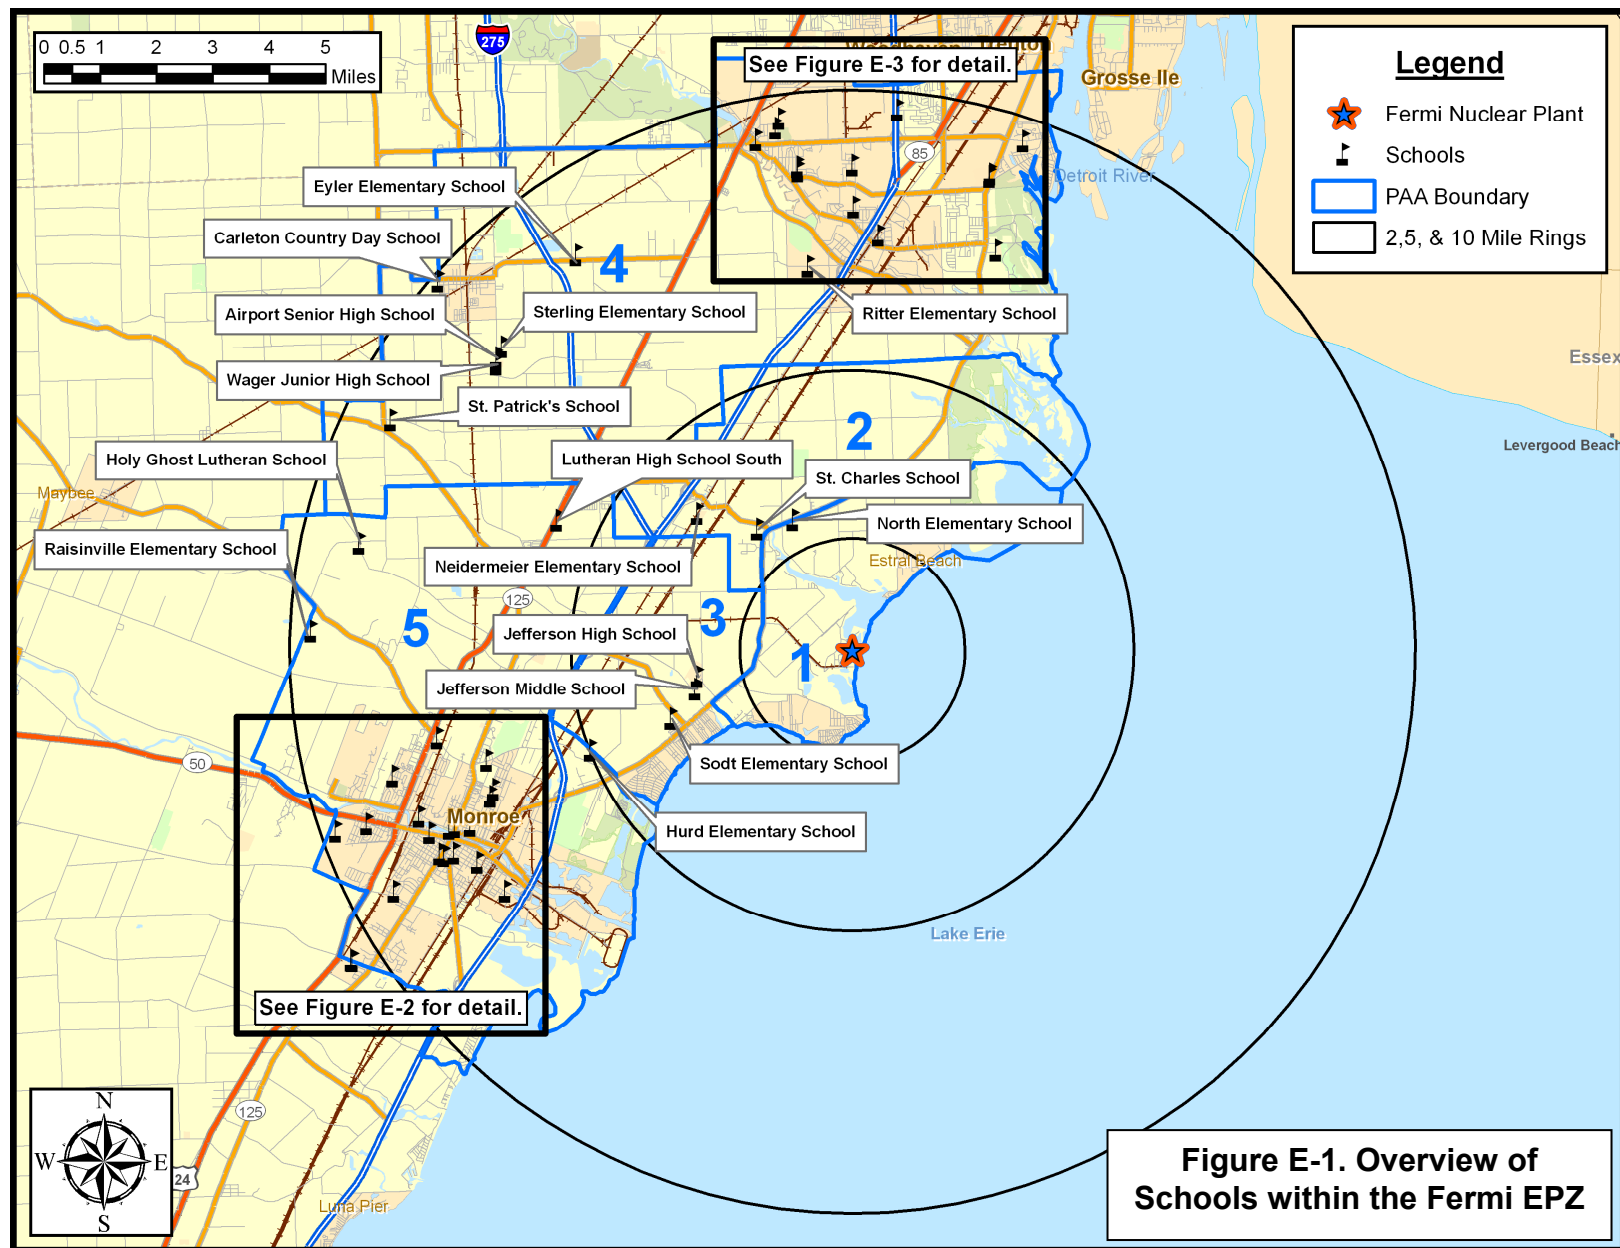 0 0.5 1 2 3 4 5
Miles
275
See Figure E-3 for detail.
Grosse Ile
Legend
Fermi Nuclear Plant
Schools
PAA Boundary
2,5, & 10 Mile Rings
85
Detroit River
Eyler Elementary School
Carleton Country Day School
4
Airport Senior High School
Sterling Elementary School
Ritter Elementary School
Essex
Wager Junior High School
St. Patrick's School
2
Levergood Beach
Holy Ghost Lutheran School
Lutheran High School South
St. Charles School
Maybee
North Elementary School
Raisinville Elementary School
Neidermeier Elementary School
Estral Beach
125
5
3
Jefferson High School
1
Jefferson Middle School
50
Sodt Elementary School
Monroe
Hurd Elementary School
Lake Erie
See Figure E-2 for detail.
125
N
W E
S
24
Luna Pier
Figure E-1. Overview of
Schools within the Fermi EPZ